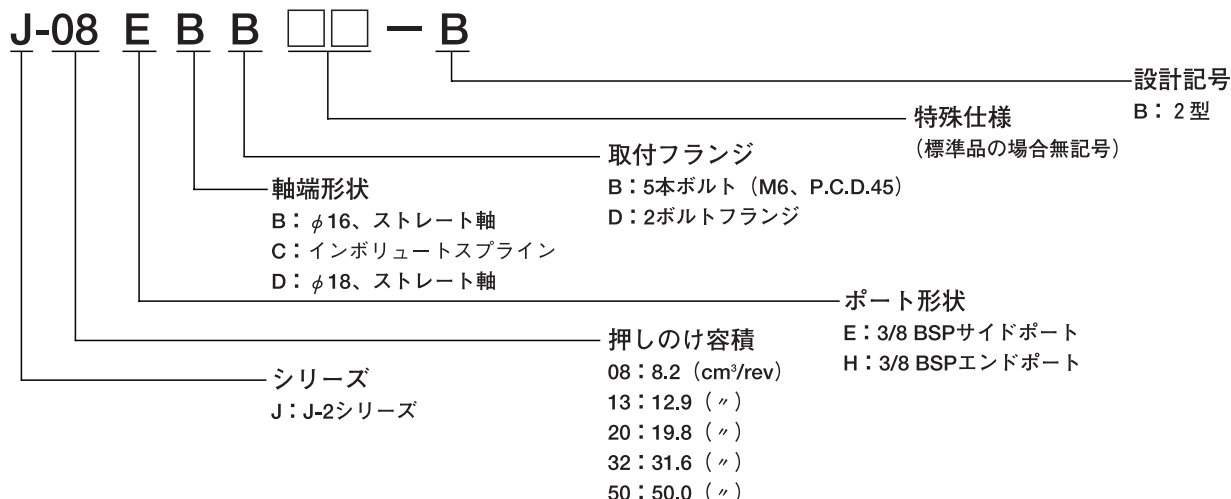 J-08 E B B □□ － B
設計記号
B：2型
特殊仕様
（標準品の場合無記号）
取付フランジ
B：5本ボルト（M6、P.C.D.45）
D：2ボルトフランジ
軸端形状
B：φ16、ストレート軸
C：インボリュートスプライン
D：φ18、ストレート軸
ポート形状
E：3/8 BSPサイドポート
H：3/8 BSPエンドポート
押しのけ容積
08：8.2（cm³/rev）
13：12.9（〃）
20：19.8（〃）
32：31.6（〃）
50：50.0（〃）
シリーズ
J：J-2シリーズ